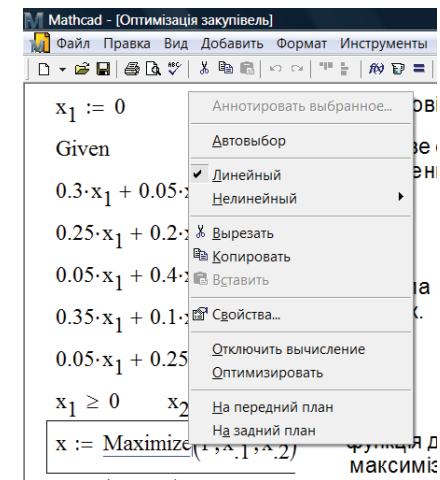 Mathcad - [Оптимізація закупівель]
Файл Правка Вид Добавить Формат Инструменты
x1 := 0
Аннотировать выбранное...
Given
Автовыбор
0.3·x1 + 0.05·
Линейный
Нелинейный
0.25·x1 + 0.2·
Вырезать
Копировать
0.05·x1 + 0.4·
Вставить
0.35·x1 + 0.1·
Свойства...
0.05·x1 + 0.25
Отключить вычисление
Оптимизировать
x1 ≥ 0 x2
На передний план
На задний план
x := Maximize
функція
максиміз